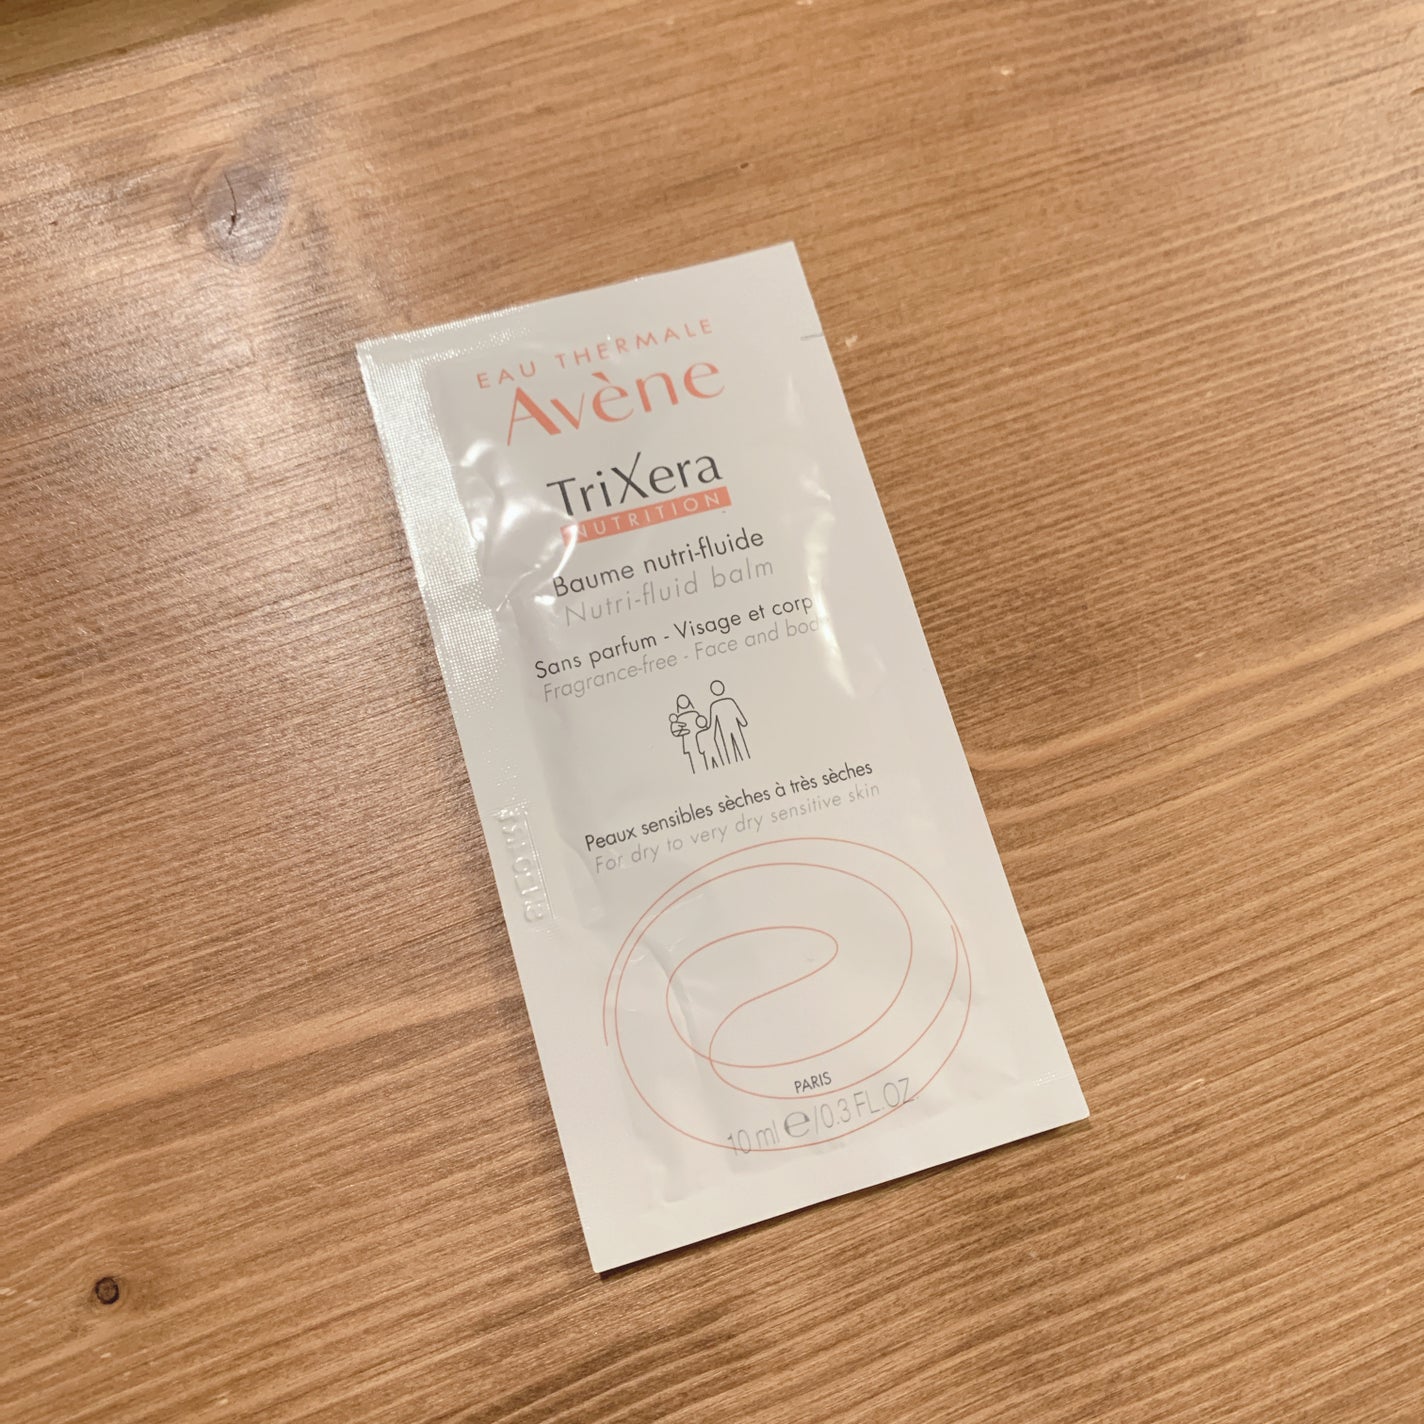 EAU THERMALE
Avène
TriXera
NUTRITION
Baume nutri-fluide
Nutri-fluid balm
Sans parfum - Visage et corp
Fragrance-free - Face and bod
Peaux sensibles sèches à très sèches
For dry to very dry sensitive skin
PARIS
10 ml e/0.3 FL.OZ.